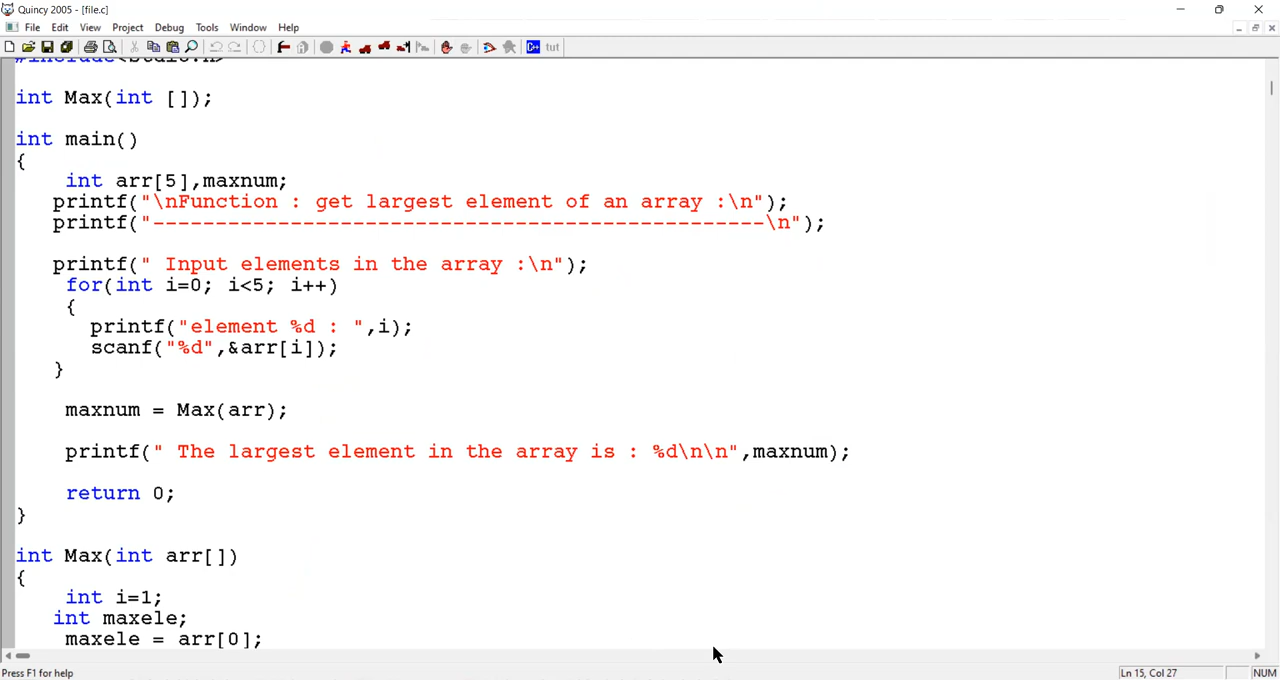 Quincy 2005 - [file.c]
File Edit View Project Debug Tools Window Help
C++ tut
#include<stdio.h>
int Max(int []);
int main()
{
int arr[5],maxnum;
printf("\nFunction : get largest element of an array :\n");
printf("-------------------------------------------------\n");
printf(" Input elements in the array :\n");
for(int i=0; i<5; i++)
{
printf("element %d : ",i);
scanf("%d",&arr[i]);
}
maxnum = Max(arr);
printf(" The largest element in the array is : %d\n\n",maxnum);
return 0;
}
int Max(int arr[])
{
int i=1;
int maxele;
maxele = arr[0];
Press F1 for help
Ln 15, Col 27
NUM